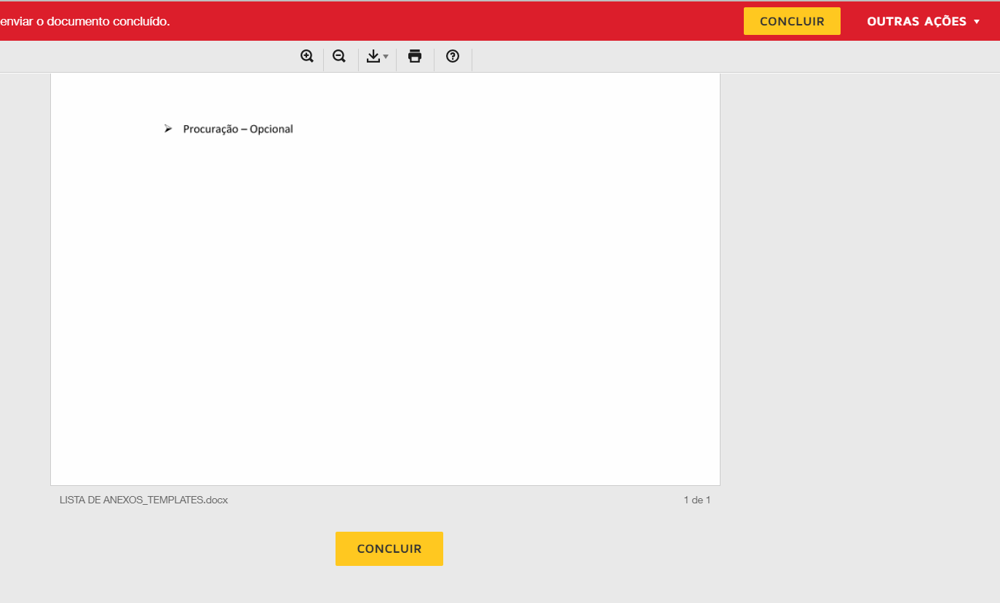 enviar o documento concluído.
CONCLUIR
OUTRAS AÇÕES
Procuração – Opcional
LISTA DE ANEXOS_TEMPLATES.docx
1 de 1
CONCLUIR